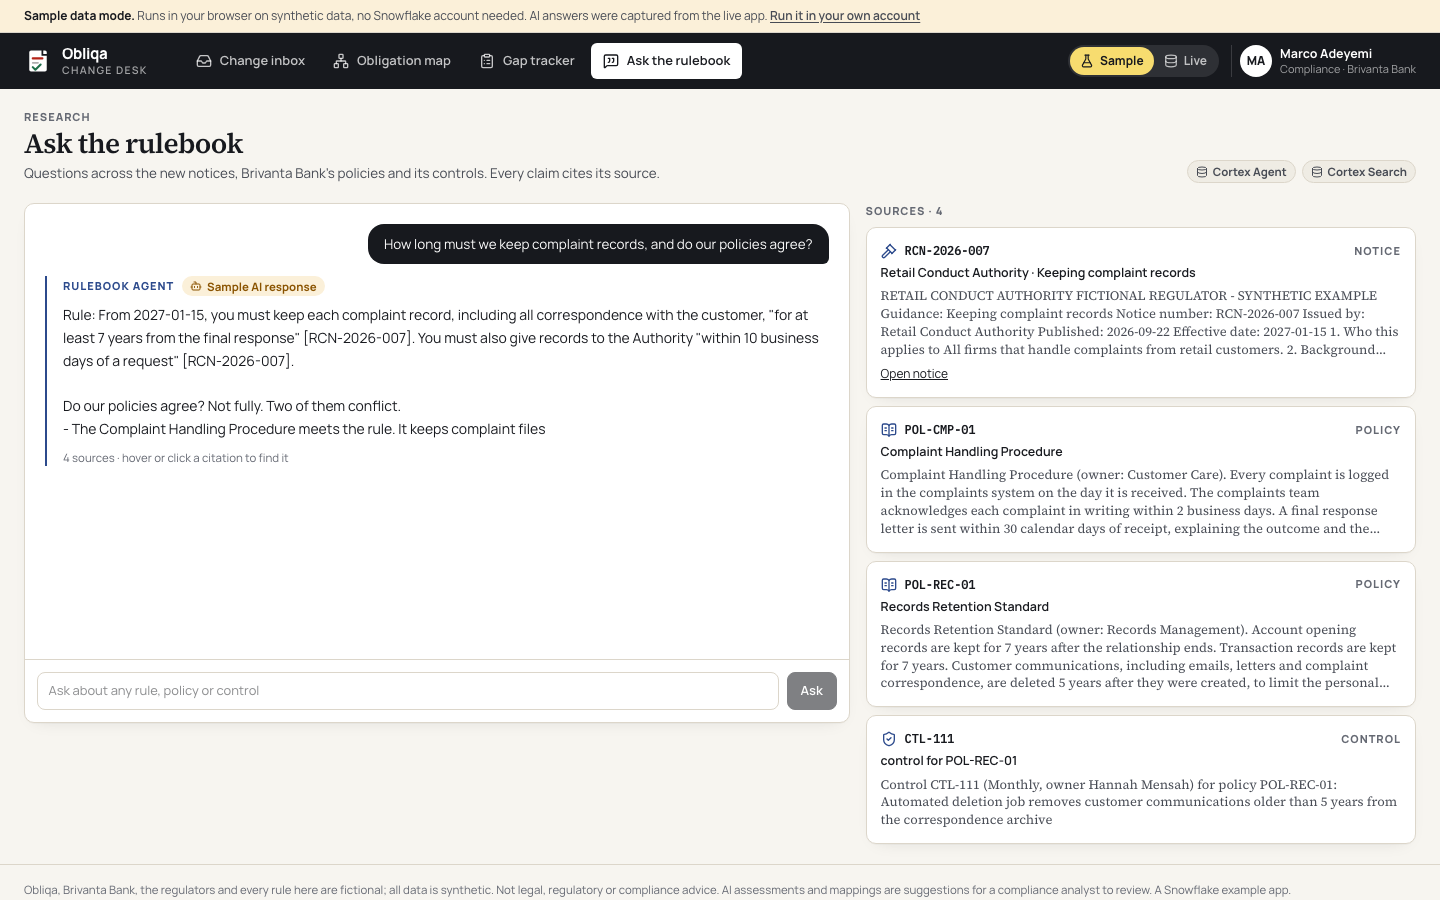 Sample data mode. Runs in your browser on synthetic data, no Snowflake account needed. AI answers were captured from the live app. Run it in your own account
Obliqa
CHANGE DESK
Change inbox
Obligation map
Gap tracker
Ask the rulebook
Sample
Live
MA
Marco Adeyemi
Compliance · Brivanta Bank
RESEARCH
Ask the rulebook
Questions across the new notices, Brivanta Bank's policies and its controls. Every claim cites its source.
Cortex Agent
Cortex Search
How long must we keep complaint records, and do our policies agree?
RULEBOOK AGENT
Sample AI response
Rule: From 2027-01-15, you must keep each complaint record, including all correspondence with the customer, "for at
least 7 years from the final response" [RCN-2026-007]. You must also give records to the Authority "within 10 business
days of a request" [RCN-2026-007].
Do our policies agree? Not fully. Two of them conflict.
- The Complaint Handling Procedure meets the rule. It keeps complaint files
4 sources · hover or click a citation to find it
Ask about any rule, policy or control
Ask
SOURCES · 4
RCN-2026-007
NOTICE
Retail Conduct Authority · Keeping complaint records
RETAIL CONDUCT AUTHORITY FICTIONAL REGULATOR - SYNTHETIC EXAMPLE
Guidance: Keeping complaint records Notice number: RCN-2026-007 Issued by:
Retail Conduct Authority Published: 2026-09-22 Effective date: 2027-01-15 1. Who this
applies to All firms that handle complaints from retail customers. 2. Background...
Open notice
POL-CMP-01
POLICY
Complaint Handling Procedure
Complaint Handling Procedure (owner: Customer Care). Every complaint is logged
in the complaints system on the day it is received. The complaints team
acknowledges each complaint in writing within 2 business days. A final response
letter is sent within 30 calendar days of receipt, explaining the outcome and the...
POL-REC-01
POLICY
Records Retention Standard
Records Retention Standard (owner: Records Management). Account opening
records are kept for 7 years after the relationship ends. Transaction records are kept
for 7 years. Customer communications, including emails, letters and complaint
correspondence, are deleted 5 years after they were created, to limit the personal...
CTL-111
CONTROL
control for POL-REC-01
Control CTL-111 (Monthly, owner Hannah Mensah) for policy POL-REC-01:
Automated deletion job removes customer communications older than 5 years from
the correspondence archive
Obliqa, Brivanta Bank, the regulators and every rule here are fictional; all data is synthetic. Not legal, regulatory or compliance advice. AI assessments and mappings are suggestions for a compliance analyst to review. A Snowflake example app.